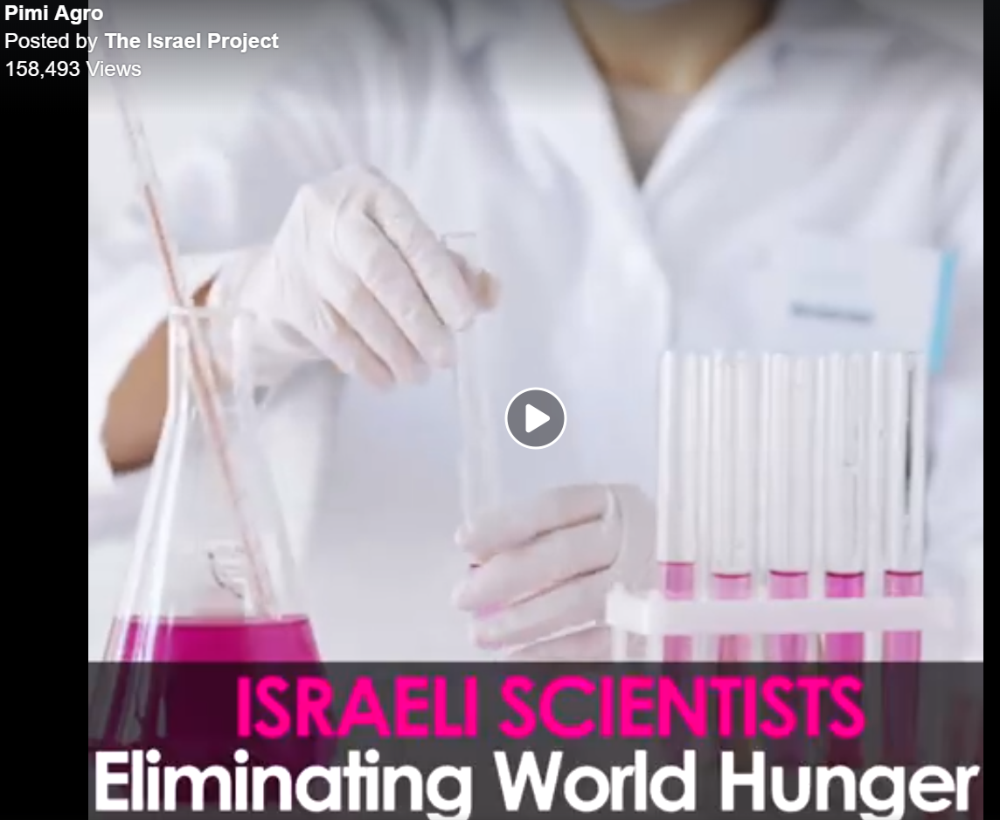 Pimi Agro
Posted by The Israel Project
158,493 Views
ISRAELI SCIENTISTS
Eliminating World Hunger